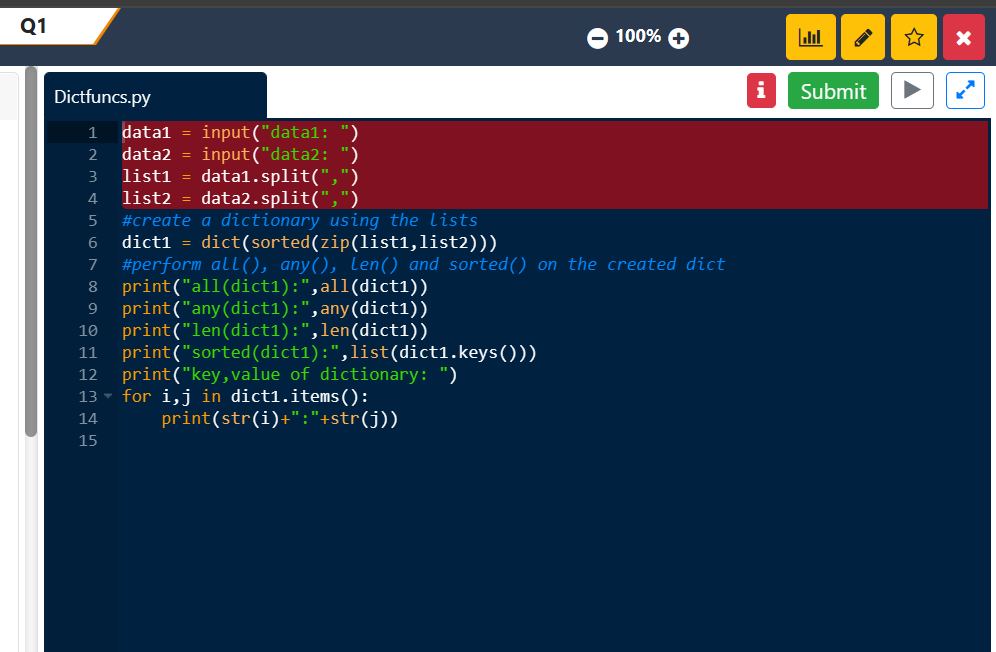 Q1
100%
Dictfuncs.py
Submit
1 data1 = input("data1: ")
2 data2 = input("data2: ")
3 list1 = data1.split(",")
4 list2 = data2.split(",")
5 #create a dictionary using the lists
6 dict1 = dict(sorted(zip(list1,list2)))
7 #perform all(), any(), len() and sorted() on the created dict
8 print("all(dict1):",all(dict1))
9 print("any(dict1):",any(dict1))
10 print("len(dict1):",len(dict1))
11 print("sorted(dict1):",list(dict1.keys()))
12 print("key,value of dictionary: ")
13 for i,j in dict1.items():
14     print(str(i)+":"+str(j))
15